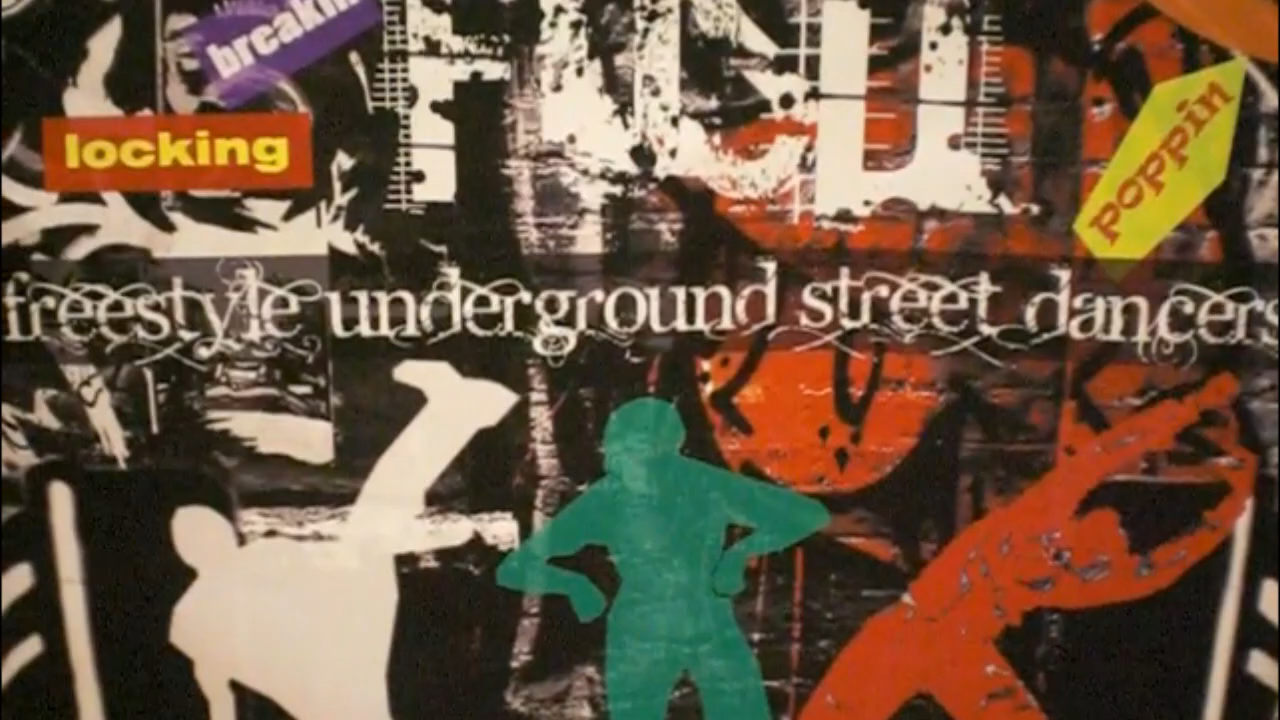 breakin
locking
poppin
freestyle underground street dancers